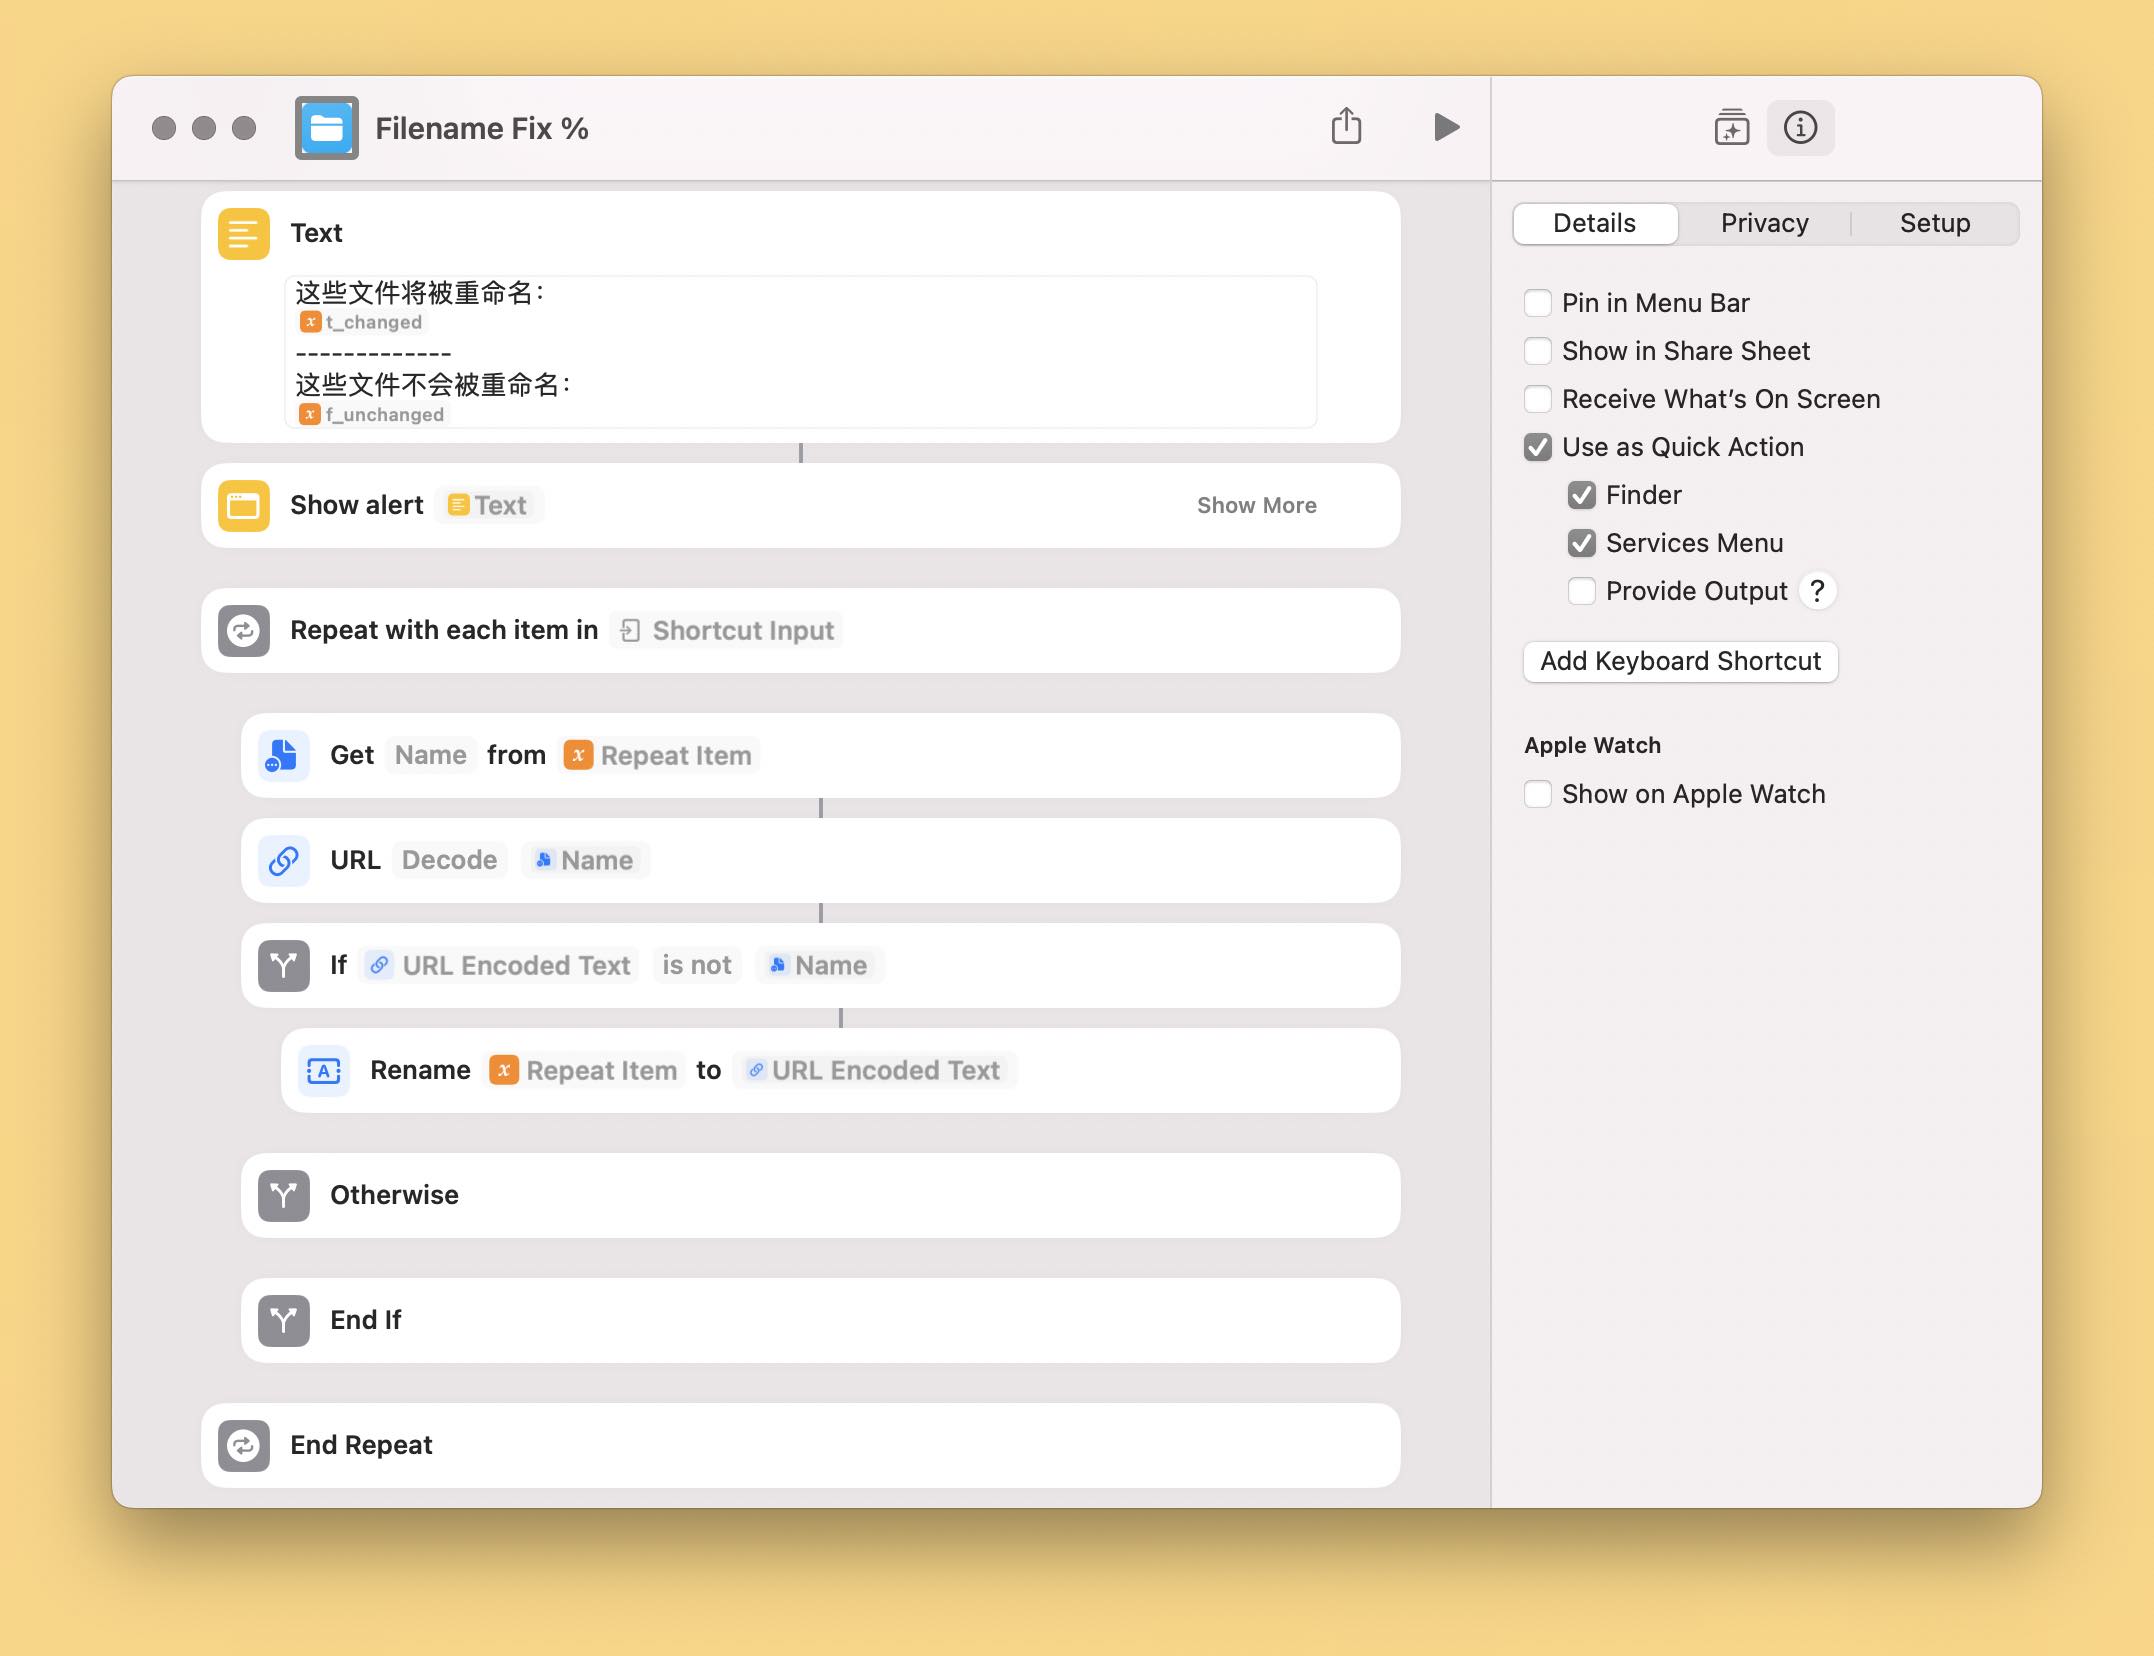 Filename Fix %
Text
这些文件将被重命名：
t_changed
-------------
这些文件不会被重命名：
f_unchanged
Show alert Text Show More
Repeat with each item in Shortcut Input
Get Name from Repeat Item
URL Decode Name
If URL Encoded Text is not Name
Rename Repeat Item to URL Encoded Text
Otherwise
End If
End Repeat
Details Privacy Setup
Pin in Menu Bar
Show in Share Sheet
Receive What's On Screen
Use as Quick Action
Finder
Services Menu
Provide Output ?
Add Keyboard Shortcut
Apple Watch
Show on Apple Watch